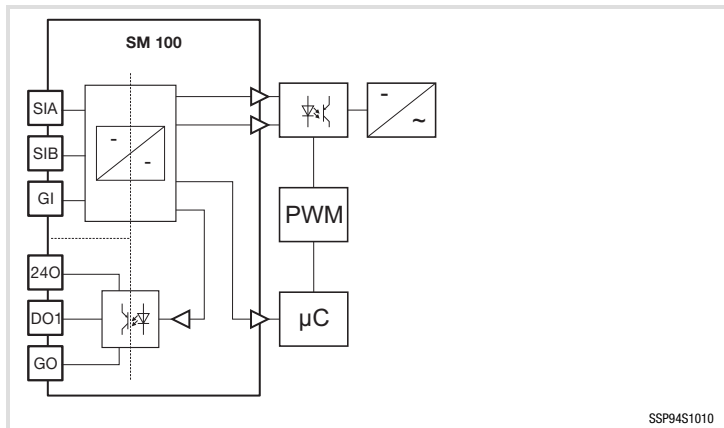 SM 100
SIA
SIB
GI
24O
DO1
GO
-
-
-
~
PWM
µC
SSP94S1010